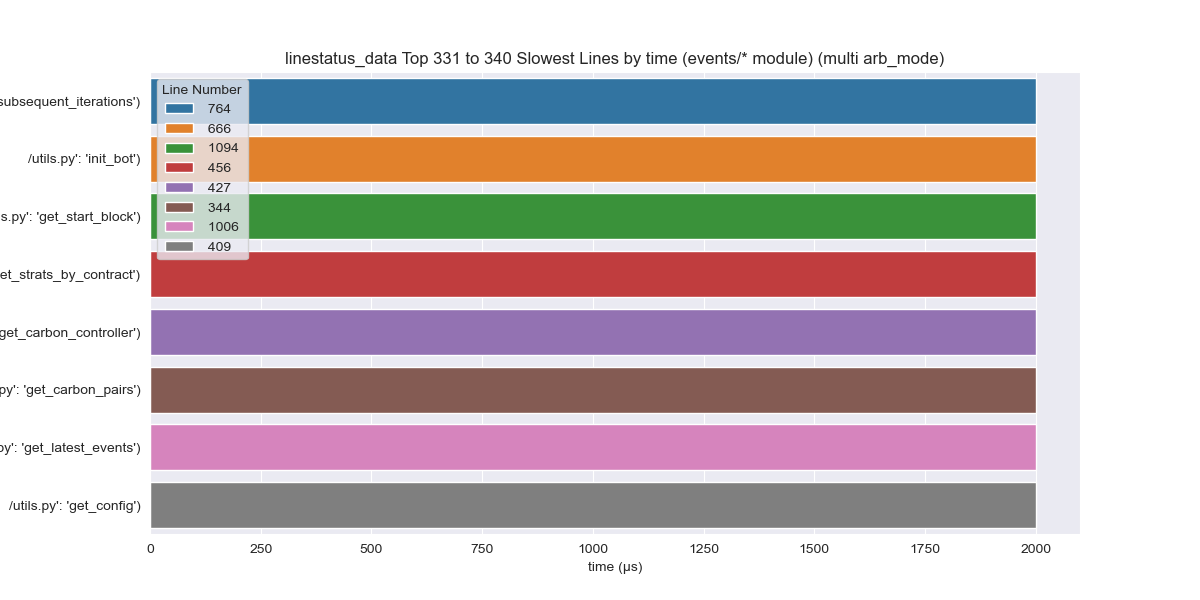 linestatus_data Top 331 to 340 Slowest Lines by time (events/* module) (multi arb_mode)
Line Number
764
666
1094
456
427
344
1006
409
subsequent_iterations')
/utils.py': 'init_bot')
s.py': 'get_start_block')
et_strats_by_contract')
get_carbon_controller')
py': 'get_carbon_pairs')
py': 'get_latest_events')
/utils.py': 'get_config')
0 250 500 750 1000 1250 1500 1750 2000
time (µs)